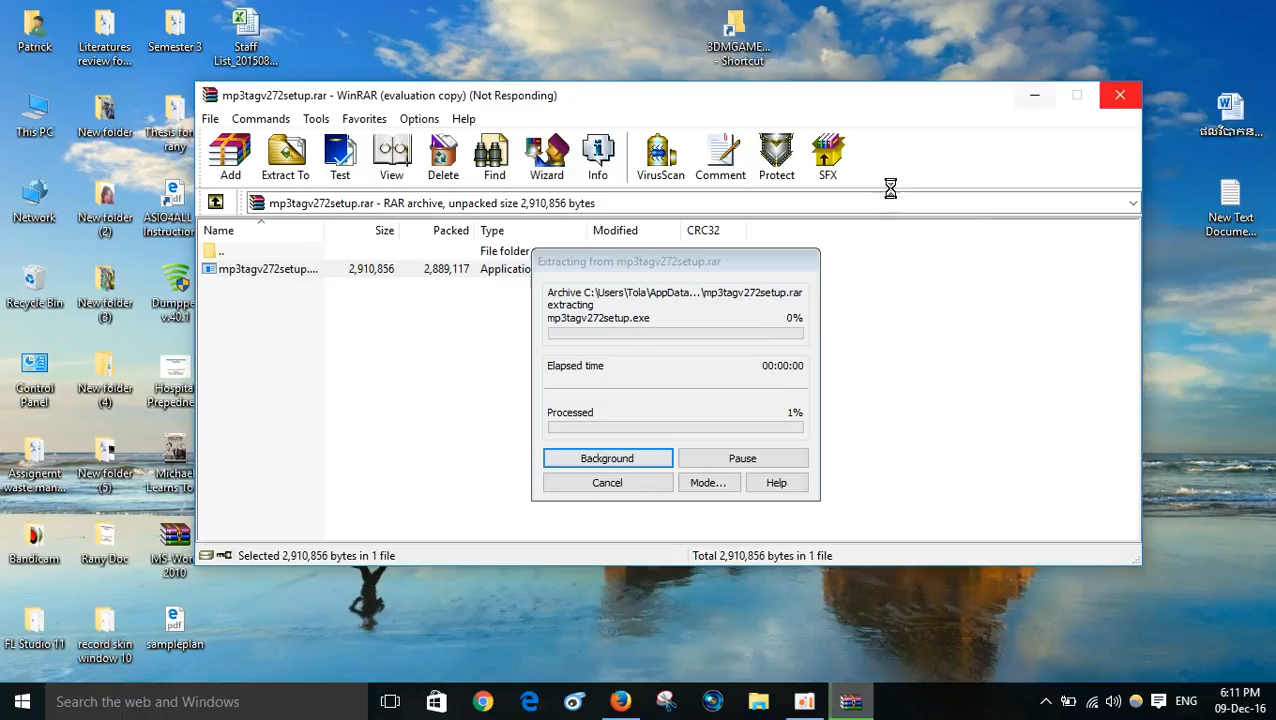 Patrick
Literatures
review fo...
Semester 3
Staff
List_201508...
3DMGAME...
- Shortcut
mp3tagv272setup.rar - WinRAR (evaluation copy) (Not Responding)
File Commands Tools Favorites Options Help
Add Extract To Test View Delete Find Wizard Info VirusScan Comment Protect SFX
mp3tagv272setup.rar - RAR archive, unpacked size 2,910,856 bytes
Name Size Packed Type Modified CRC32
.. File folder
mp3tagv272setup.... 2,910,856 2,889,117 Applicatio
Extracting from mp3tagv272setup.rar
Archive C:\Users\Tola\AppData...\mp3tagv272setup.rar
extracting
mp3tagv272setup.exe 0%
Elapsed time 00:00:00
Processed 1%
Background Pause
Cancel Mode... Help
Selected 2,910,856 bytes in 1 file Total 2,910,856 bytes in 1 file
This PC
New folder
Thesis for
rany
Network
New folder
(2)
ASIO4ALL
Instruction
Recycle Bin
New folder
(3)
Dumppe
v.40.1
Control
Panel
New folder
(4)
Hospita
Prepedne
Assignemt
waste man...
New folder
(5)
Michae
Learns To
Bandicam
Rany Doc
MS-Wor
2010
FL Studio 11
record skin
window 10
sampleplan
New Text
Docume...
Search the web and Windows
ENG
6:11 PM
09-Dec-16